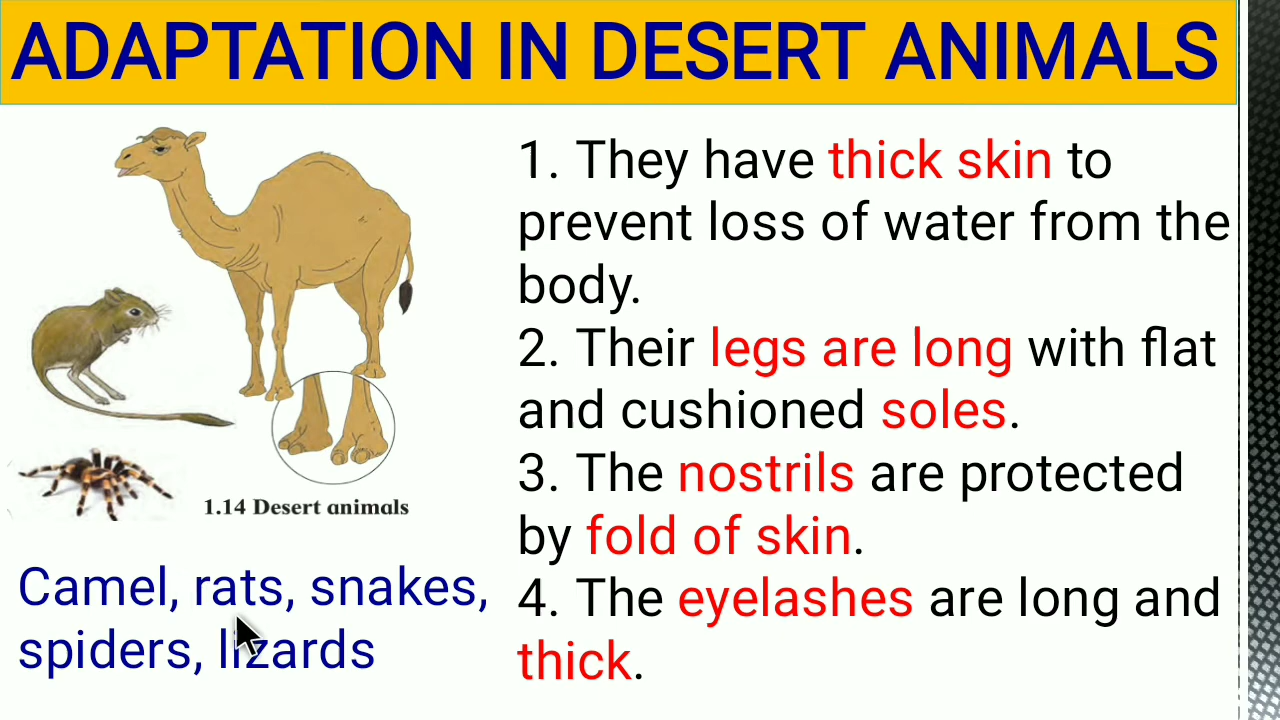 ADAPTATION IN DESERT ANIMALS
1.14 Desert animals
Camel, rats, snakes,
spiders, lizards
1. They have thick skin to
prevent loss of water from the
body.
2. Their legs are long with flat
and cushioned soles.
3. The nostrils are protected
by fold of skin.
4. The eyelashes are long and
thick.